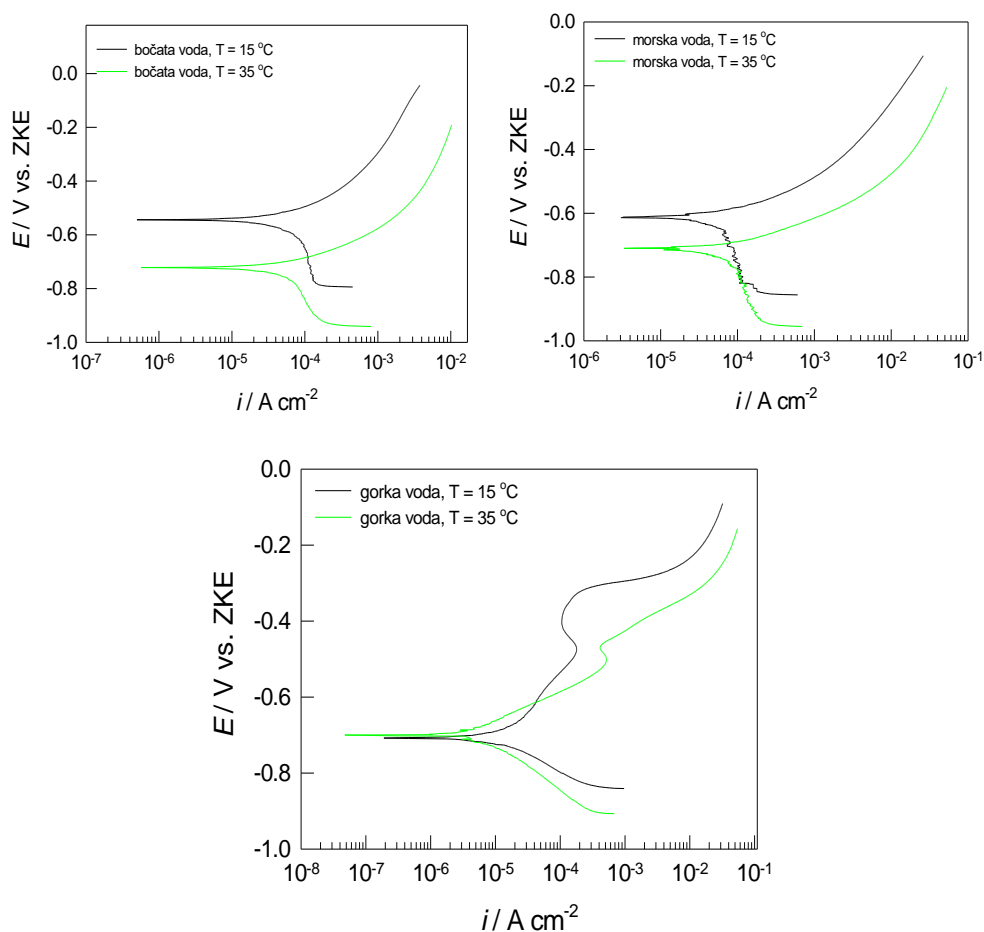 bočata voda, T = 15 °C
bočata voda, T = 35 °C
E / V vs. ZKE
0.0
-0.2
-0.4
-0.6
-0.8
-1.0
10-7 10-6 10-5 10-4 10-3 10-2
i / A cm-2
morska voda, T = 15 °C
morska voda, T = 35 °C
E / V vs. ZKE
0.0
-0.2
-0.4
-0.6
-0.8
-1.0
10-6 10-5 10-4 10-3 10-2 10-1
i / A cm-2
gorka voda, T = 15 °C
gorka voda, T = 35 °C
E / V vs. ZKE
0.0
-0.2
-0.4
-0.6
-0.8
-1.0
10-8 10-7 10-6 10-5 10-4 10-3 10-2 10-1
i / A cm-2